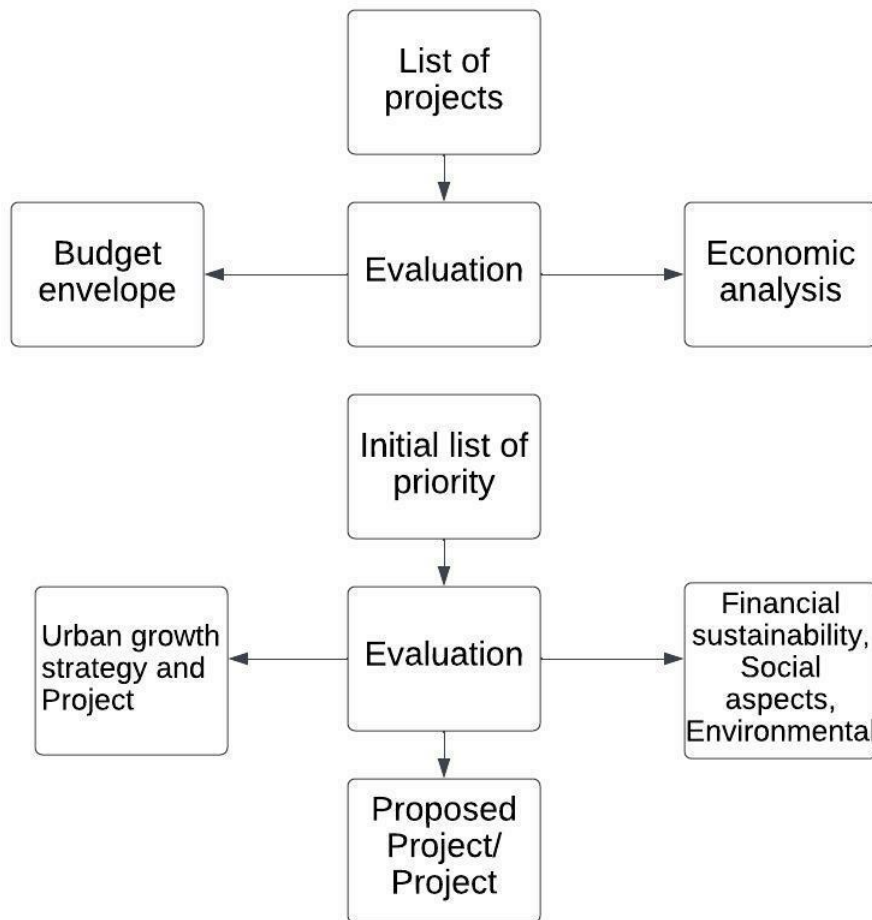 List of
projects
Budget
envelope
Evaluation
Economic
analysis
Initial list of
priority
Urban growth
strategy and
Project
Evaluation
Financial
sustainability,
Social
aspects,
Environmental
Proposed
Project/
Project